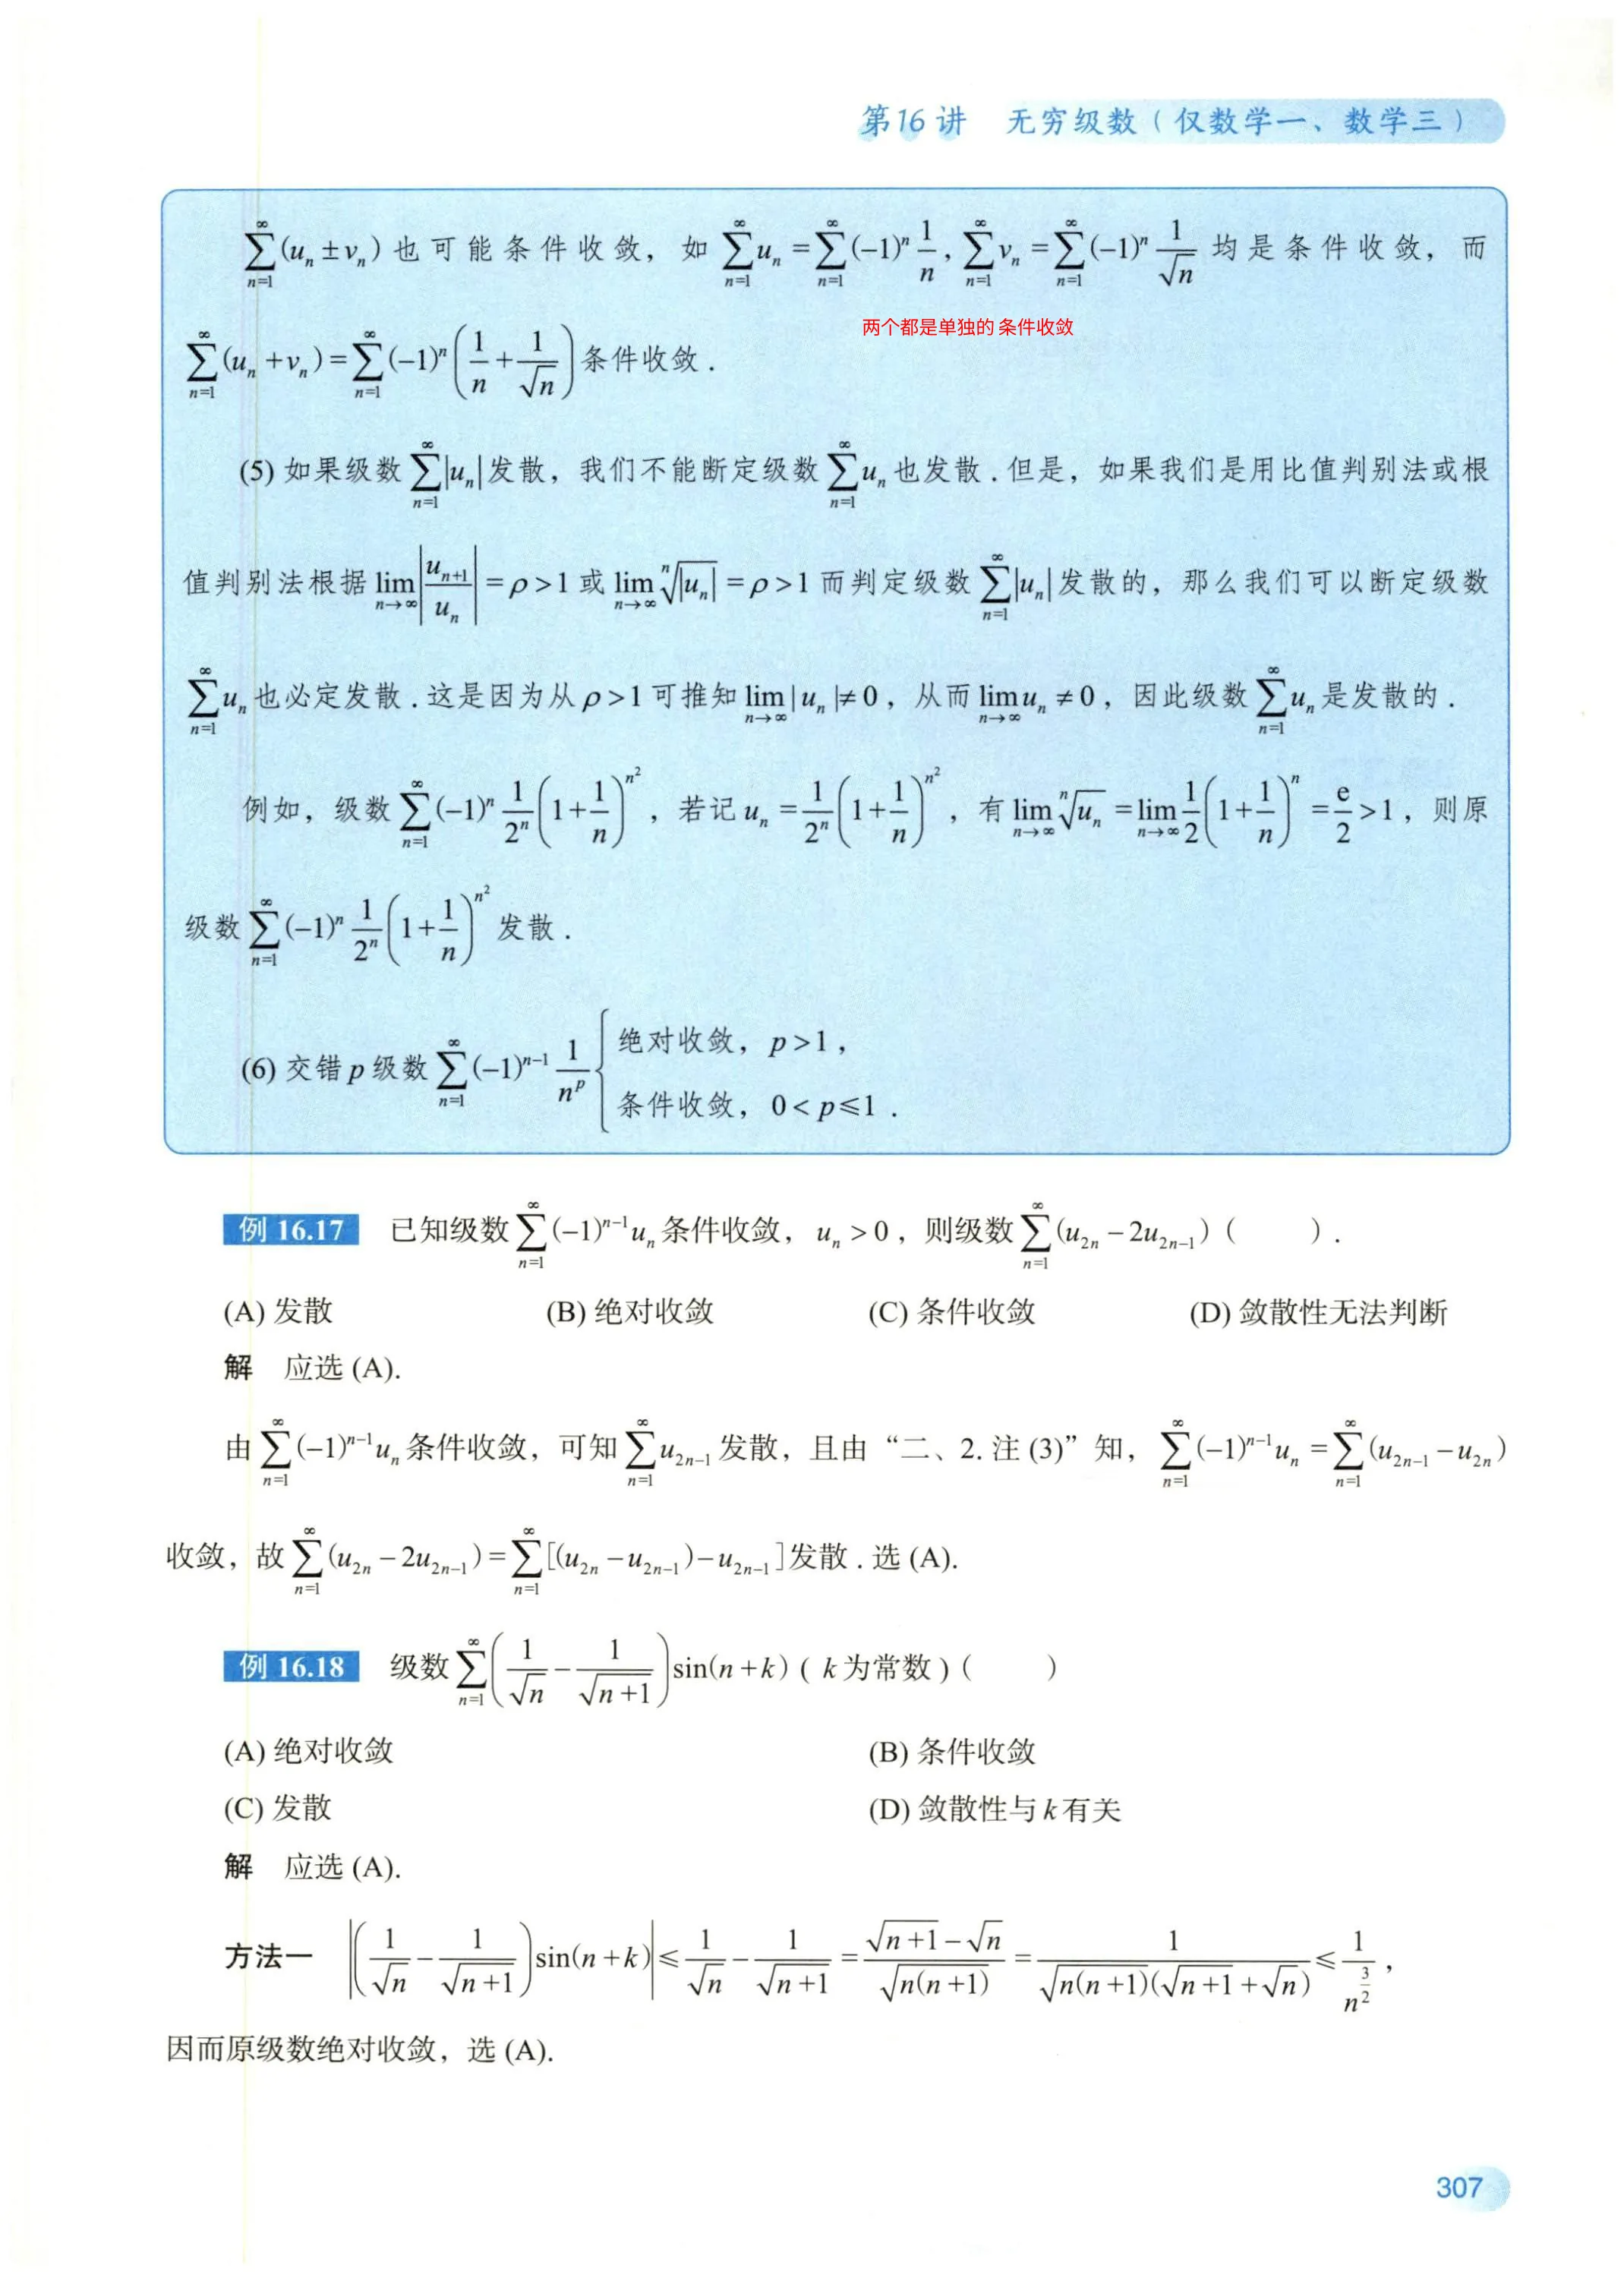 第16讲 无穷级数（仅数学一、数学三）
$\sum_{n=1}^{\infty}(u_n \pm v_n)$ 也可能条件收敛，如 $\sum_{n=1}^{\infty}u_n=\sum_{n=1}^{\infty}(-1)^n\frac{1}{n}$，$\sum_{n=1}^{\infty}v_n=\sum_{n=1}^{\infty}(-1)^n\frac{1}{\sqrt{n}}$ 均是条件收敛，而
两个都是单独的 条件收敛
$\sum_{n=1}^{\infty}(u_n+v_n)=\sum_{n=1}^{\infty}(-1)^n\left(\frac{1}{n}+\frac{1}{\sqrt{n}}\right)$ 条件收敛.
(5) 如果级数 $\sum_{n=1}^{\infty}|u_n|$ 发散，我们不能断定级数 $\sum_{n=1}^{\infty}u_n$ 也发散.但是，如果我们是用比值判别法或根
值判别法根据 $\lim_{n\to\infty}\left|\frac{u_{n+1}}{u_n}\right|=\rho>1$ 或 $\lim_{n\to\infty}\sqrt[n]{|u_n|}=\rho>1$ 而判定级数 $\sum_{n=1}^{\infty}|u_n|$ 发散的，那么我们可以断定级数
$\sum_{n=1}^{\infty}u_n$ 也必定发散.这是因为从 $\rho>1$ 可推知 $\lim_{n\to\infty}|u_n|\neq 0$，从而 $\lim_{n\to\infty}u_n\neq 0$，因此级数 $\sum_{n=1}^{\infty}u_n$ 是发散的.
例如，级数 $\sum_{n=1}^{\infty}(-1)^n\frac{1}{2^n}\left(1+\frac{1}{n}\right)^{n^2}$，若记 $u_n=\frac{1}{2^n}\left(1+\frac{1}{n}\right)^{n^2}$，有 $\lim_{n\to\infty}\sqrt[n]{u_n}=\lim_{n\to\infty}\frac{1}{2}\left(1+\frac{1}{n}\right)^n=\frac{e}{2}>1$，则原
级数 $\sum_{n=1}^{\infty}(-1)^n\frac{1}{2^n}\left(1+\frac{1}{n}\right)^{n^2}$ 发散.
(6) 交错 $p$ 级数 $\sum_{n=1}^{\infty}(-1)^{n-1}\frac{1}{n^p}\begin{cases}绝对收敛，p>1，\\条件收敛，0<p\leqslant 1.\end{cases}$
例 16.17 已知级数 $\sum_{n=1}^{\infty}(-1)^{n-1}u_n$ 条件收敛，$u_n>0$，则级数 $\sum_{n=1}^{\infty}(u_{2n}-2u_{2n-1})$ （ ）.
(A) 发散 (B) 绝对收敛 (C) 条件收敛 (D) 敛散性无法判断
解 应选 (A).
由 $\sum_{n=1}^{\infty}(-1)^{n-1}u_n$ 条件收敛，可知 $\sum_{n=1}^{\infty}u_{2n-1}$ 发散，且由“二、2. 注 (3)”知，$\sum_{n=1}^{\infty}(-1)^{n-1}u_n=\sum_{n=1}^{\infty}(u_{2n-1}-u_{2n})$
收敛，故 $\sum_{n=1}^{\infty}(u_{2n}-2u_{2n-1})=\sum_{n=1}^{\infty}[(u_{2n}-u_{2n-1})-u_{2n-1}]$ 发散.选 (A).
例 16.18 级数 $\sum_{n=1}^{\infty}\left(\frac{1}{\sqrt{n}}-\frac{1}{\sqrt{n+1}}\right)\sin(n+k)$（$k$ 为常数）（ ）
(A) 绝对收敛 (B) 条件收敛
(C) 发散 (D) 敛散性与 $k$ 有关
解 应选 (A).
方法一 $\left|\left(\frac{1}{\sqrt{n}}-\frac{1}{\sqrt{n+1}}\right)\sin(n+k)\right|\leqslant\frac{1}{\sqrt{n}}-\frac{1}{\sqrt{n+1}}=\frac{\sqrt{n+1}-\sqrt{n}}{\sqrt{n(n+1)}}=\frac{1}{\sqrt{n(n+1)}(\sqrt{n+1}+\sqrt{n})}\leqslant\frac{1}{n^{\frac{3}{2}}}$，
因而原级数绝对收敛，选 (A).
307